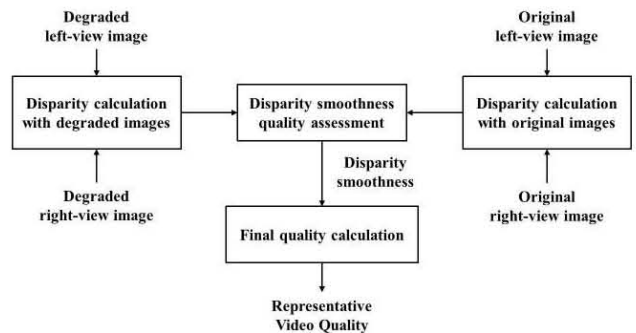 Degraded
left-view image
Original
left-view image
Disparity calculation
with degraded images
Disparity smoothness
quality assessment
Disparity calculation
with original images
Disparity
smoothness
Degraded
right-view image
Original
right-view image
Final quality calculation
Representative
Video Quality